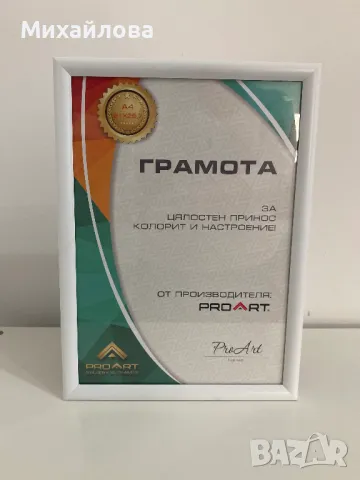 Михайлова
A4
ГРАМОТА
ЗА
ЦЯЛОСТЕН ПРИНОС
КОЛОРИТ И НАСТРОЕНИЕ!
ОТ ПРОИЗВОДИТЕЛЯ:
PROART.
ProArt
PROART
BAZAR